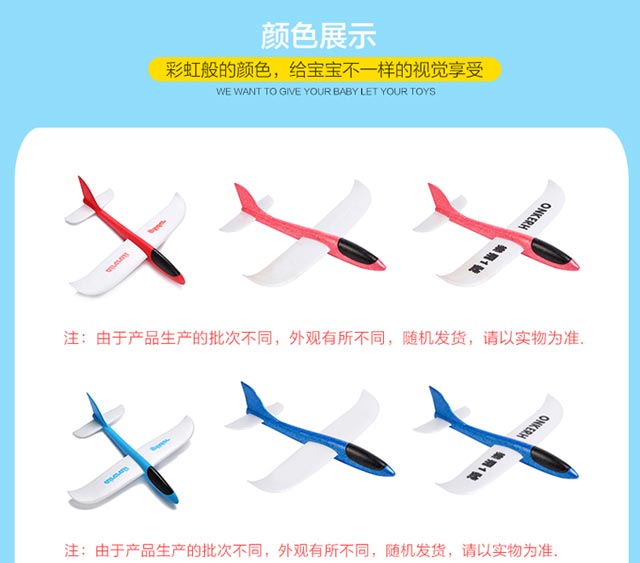 颜色展示
彩虹般的颜色，给宝宝不一样的视觉享受
WE WANT TO GIVE YOUR BABY LET YOUR TOYS
ONKERH
注：由于产品生产的批次不同，外观有所不同，随机发货，请以实物为准.
ONKERH
注：由于产品生产的批次不同，外观有所不同，随机发货，请以实物为准.